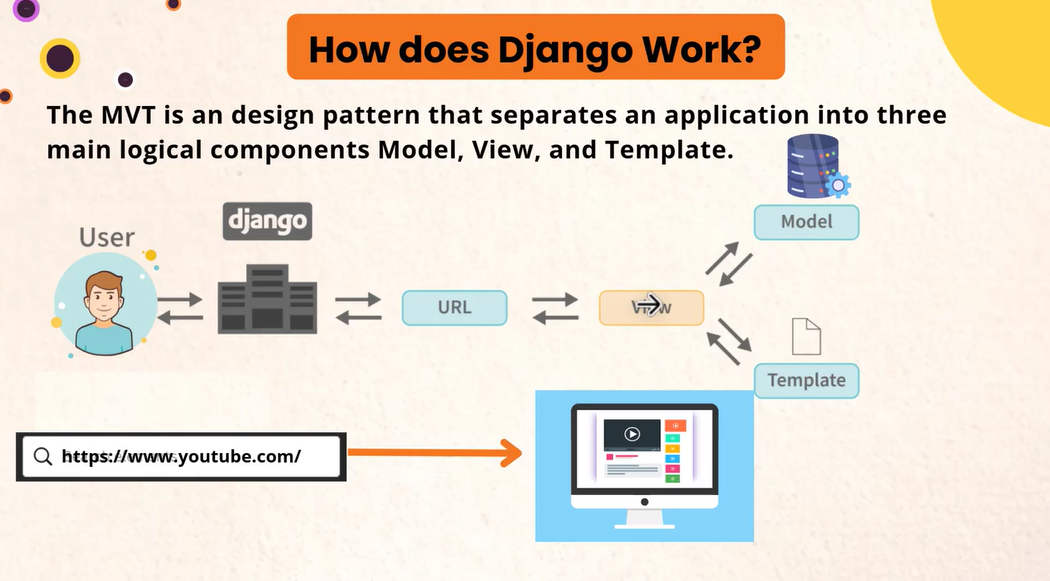 How does Django Work?
The MVT is an design pattern that separates an application into three
main logical components Model, View, and Template.
django
User
Model
URL
View
Template
https://www.youtube.com/